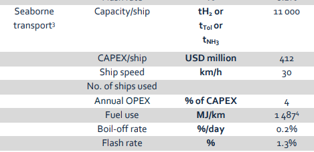 Seaborne Capacity/ship tH₂ or 11 000
transport³ tTol or
tNH₃
CAPEX/ship USD million 412
Ship speed km/h 30
No. of ships used
Annual OPEX % of CAPEX 4
Fuel use MJ/km 1 487⁴
Boil-off rate %/day 0.2%
Flash rate % 1.3%